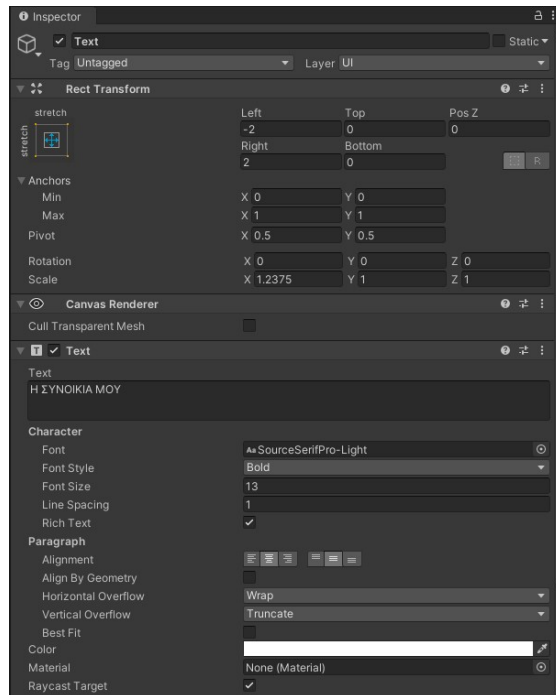 Inspector
Text Static
Tag Untagged Layer UI
Rect Transform
stretch Left Top Pos Z
stretch
-2 0 0
Right Bottom
2 0
R
Anchors
Min X 0 Y 0
Max X 1 Y 1
Pivot X 0.5 Y 0.5
Rotation X 0 Y 0 Z 0
Scale X 1.2375 Y 1 Z 1
Canvas Renderer
Cull Transparent Mesh
T Text
Text
Η ΣΥΝΟΙΚΙΑ ΜΟΥ
Character
Font Aa SourceSerifPro-Light
Font Style Bold
Font Size 13
Line Spacing 1
Rich Text
Paragraph
Alignment
Align By Geometry
Horizontal Overflow Wrap
Vertical Overflow Truncate
Best Fit
Color
Material None (Material)
Raycast Target